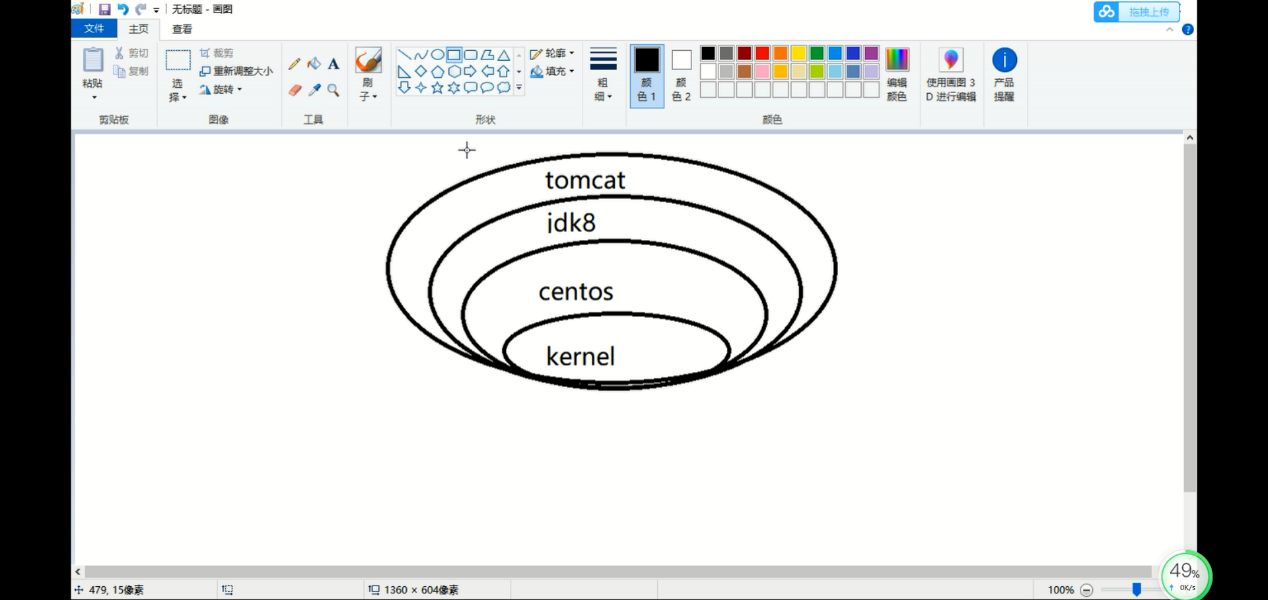 无标题 - 画图
拖拽上传
文件 主页 查看
粘贴
剪切
复制
剪贴板
选择
裁剪
重新调整大小
旋转
图像
A
工具
刷子
形状
轮廓
填充
粗细
颜色 1
颜色 2
颜色
编辑颜色
使用画图 3D 进行编辑
产品提醒
tomcat
jdk8
centos
kernel
479, 15像素
1360 × 604像素
100%
49%
0K/s